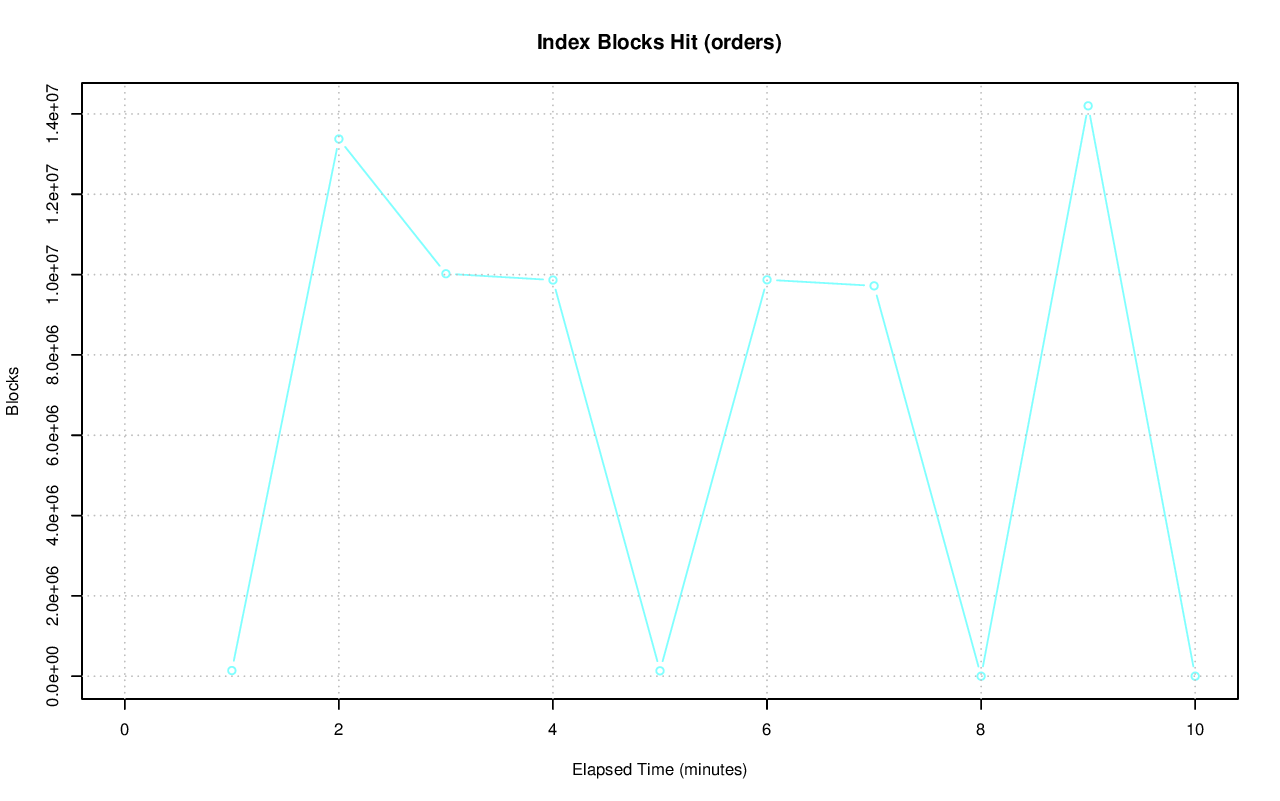 Index Blocks Hit (orders)
Blocks
1.4e+07
1.2e+07
1.0e+07
8.0e+06
6.0e+06
4.0e+06
2.0e+06
0.0e+00
0 2 4 6 8 10
Elapsed Time (minutes)